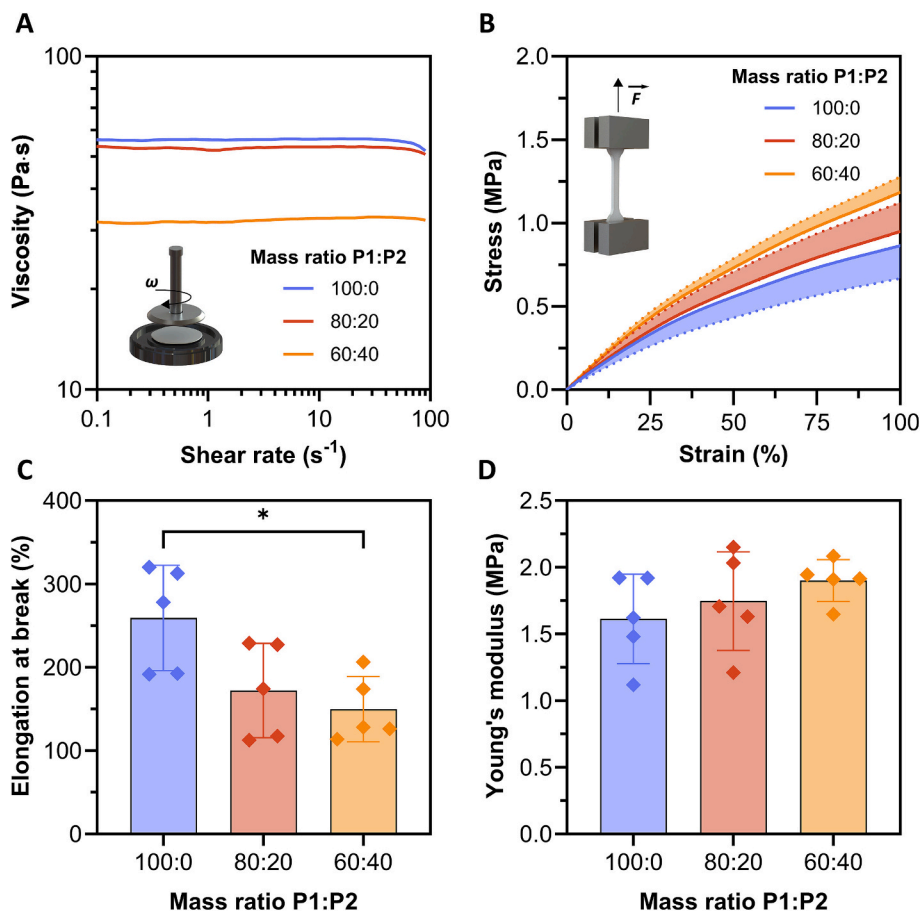 A
100
10
Viscosity (Pa·s)
0.1
1
10
100
Shear rate (s⁻¹)
ω
Mass ratio P1:P2
100:0
80:20
60:40
B
2.0
1.5
1.0
0.5
0.0
Stress (MPa)
0
25
50
75
100
Strain (%)
F
Mass ratio P1:P2
100:0
80:20
60:40
C
400
300
200
100
0
Elongation at break (%)
*
100:0
80:20
60:40
Mass ratio P1:P2
D
2.5
2.0
1.5
1.0
0.5
0.0
Young's modulus (MPa)
100:0
80:20
60:40
Mass ratio P1:P2